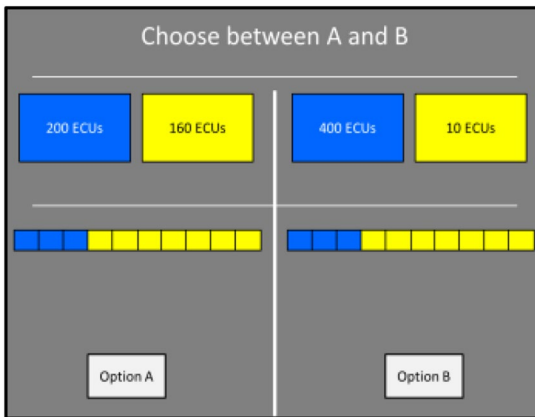 Choose between A and B
200 ECUs 160 ECUs 400 ECUs 10 ECUs
Option A Option B